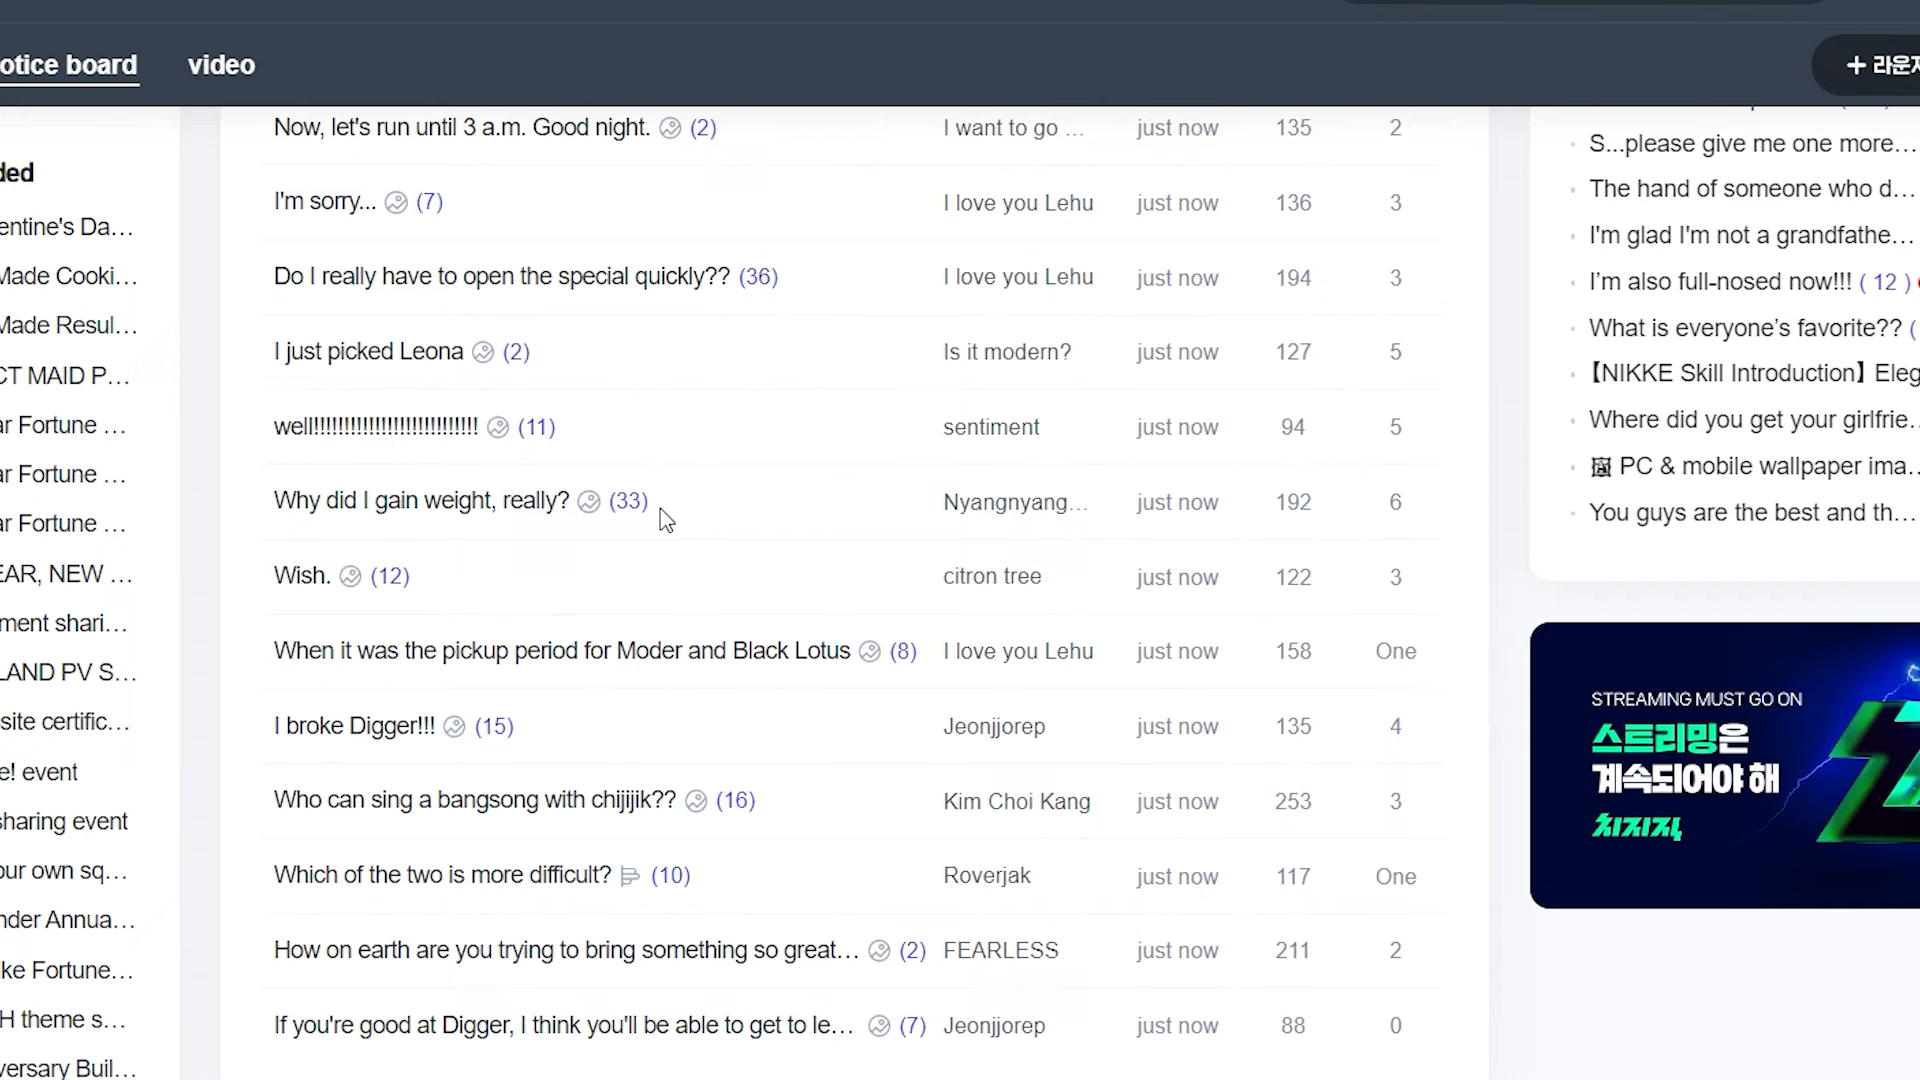 otice board
video
+ 라운지
ded
entine's Da...
Made Cooki...
Made Resul...
CT MAID P...
ar Fortune ...
ar Fortune ...
ar Fortune ...
EAR, NEW ...
ment shari...
LAND PV S...
site certific...
e! event
sharing event
our own sq...
nder Annua...
ke Fortune...
H theme s...
versary Buil...
Now, let's run until 3 a.m. Good night. (2) I want to go ... just now 135 2
I'm sorry... (7) I love you Lehu just now 136 3
Do I really have to open the special quickly?? (36) I love you Lehu just now 194 3
I just picked Leona (2) Is it modern? just now 127 5
well!!!!!!!!!!!!!!!!!!!!!!!!!!! (11) sentiment just now 94 5
Why did I gain weight, really? (33) Nyangnyang... just now 192 6
Wish. (12) citron tree just now 122 3
When it was the pickup period for Moder and Black Lotus (8) I love you Lehu just now 158 One
I broke Digger!!! (15) Jeonjjorep just now 135 4
Who can sing a bangsong with chijijik?? (16) Kim Choi Kang just now 253 3
Which of the two is more difficult? (10) Roverjak just now 117 One
How on earth are you trying to bring something so great... (2) FEARLESS just now 211 2
If you're good at Digger, I think you'll be able to get to le... (7) Jeonjjorep just now 88 0
S...please give me one more...
The hand of someone who d...
I'm glad I'm not a grandfathe...
I’m also full-nosed now!!! ( 12 )
What is everyone’s favorite?? (
【NIKKE Skill Introduction】 Eleg
Where did you get your girlfrie..
PC & mobile wallpaper ima...
You guys are the best and th...
STREAMING MUST GO ON
스트리밍은
계속되어야 해
치지직